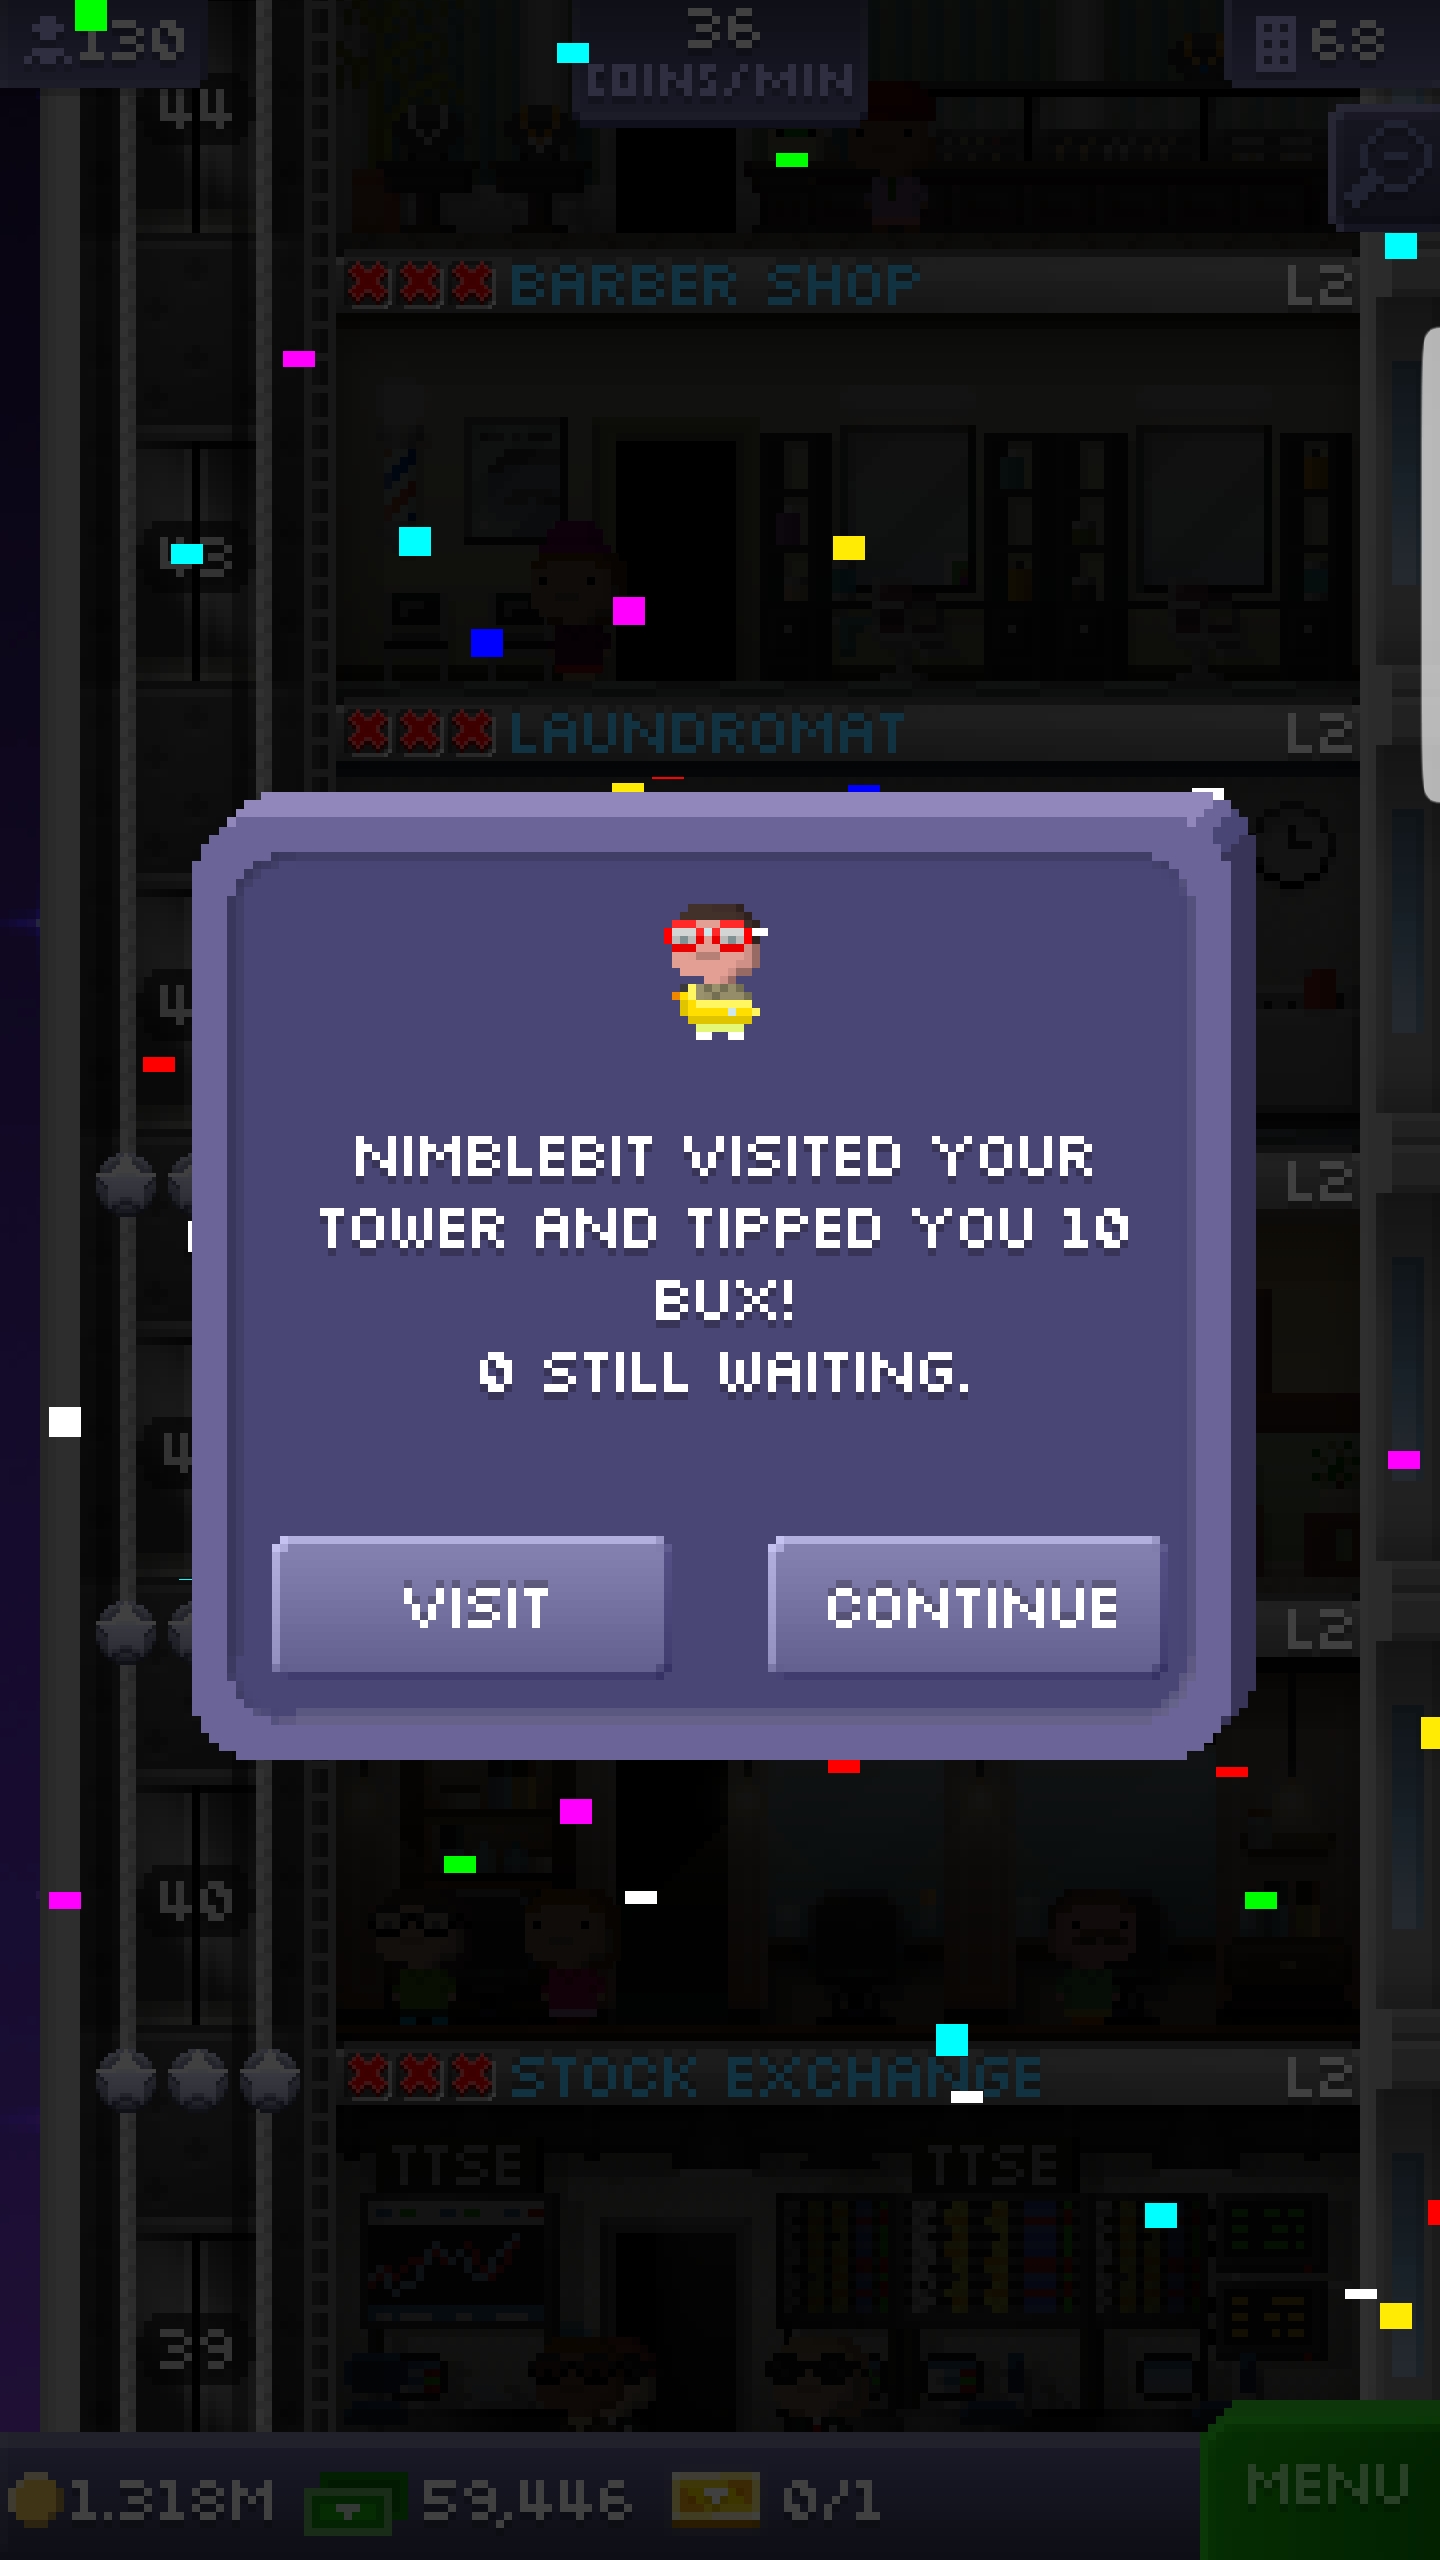 130
36
COINS/MIN
68
44
BARBER SHOP L2
43
LAUNDROMAT L2
NIMBLEBIT VISITED YOUR
TOWER AND TIPPED YOU 10
BUX!
0 STILL WAITING.
L2
VISIT CONTINUE
L2
40
STOCK EXCHANGE L2
TTSE TTSE
39
1.318M 59,446 0/1 MENU